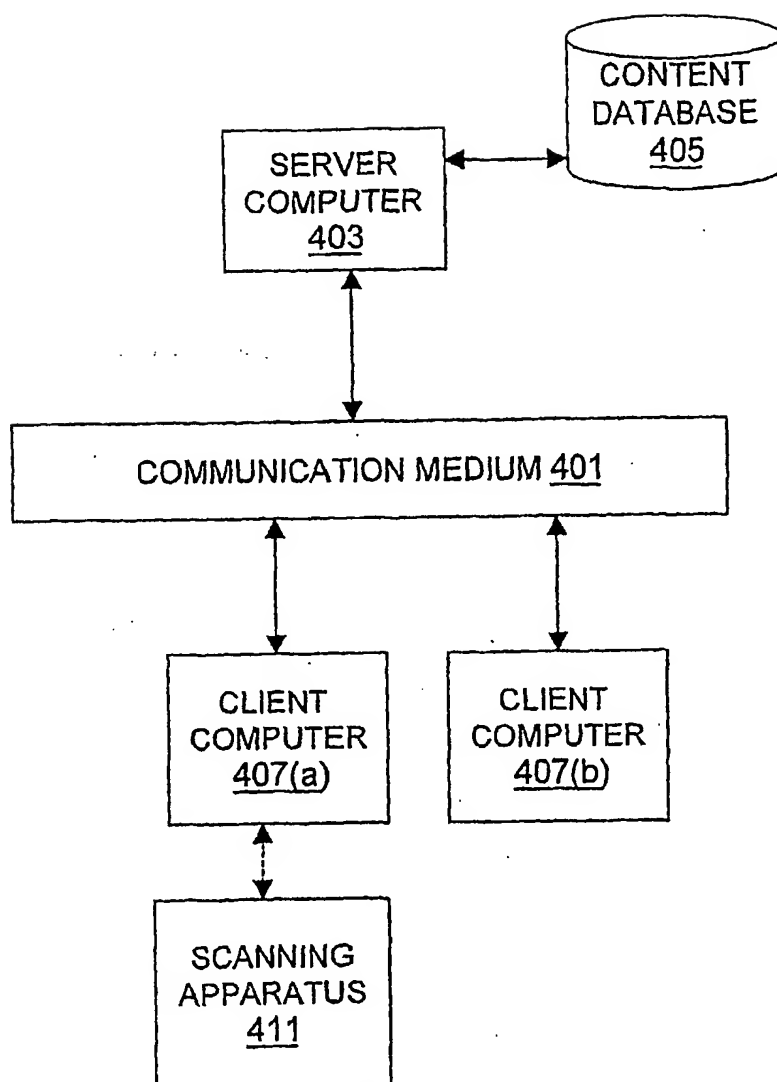 CONTENT
DATABASE
405
SERVER
COMPUTER
403
COMMUNICATION MEDIUM 401
CLIENT
COMPUTER
407(a)
CLIENT
COMPUTER
407(b)
SCANNING
APPARATUS
411